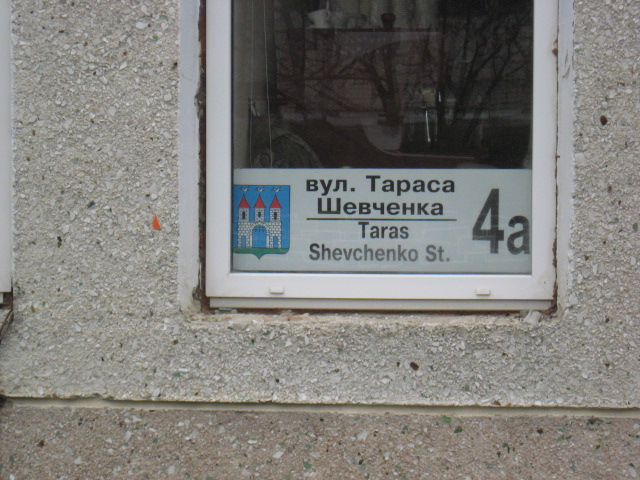 вул. Тараса
Шевченка
Taras
Shevchenko St.
4а